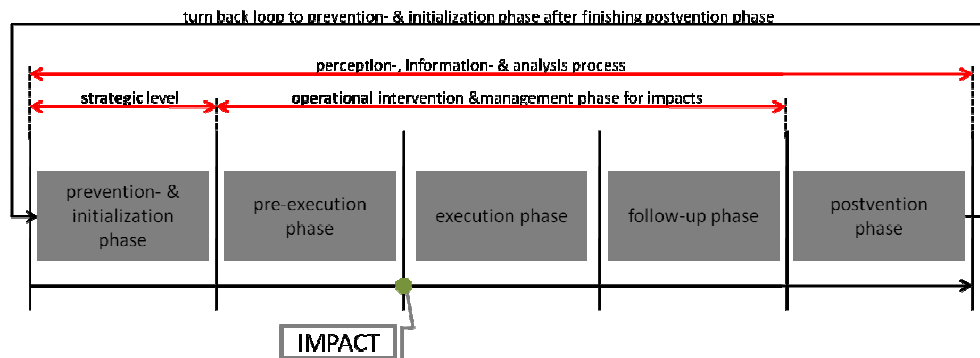 turn back loop to prevention- & initialization phase after finishing postvention phase
perception-, information- & analysis process
strategic level
operational intervention &management phase for impacts
prevention- &
initialization
phase
pre-execution
phase
execution phase
follow-up phase
postvention
phase
IMPACT